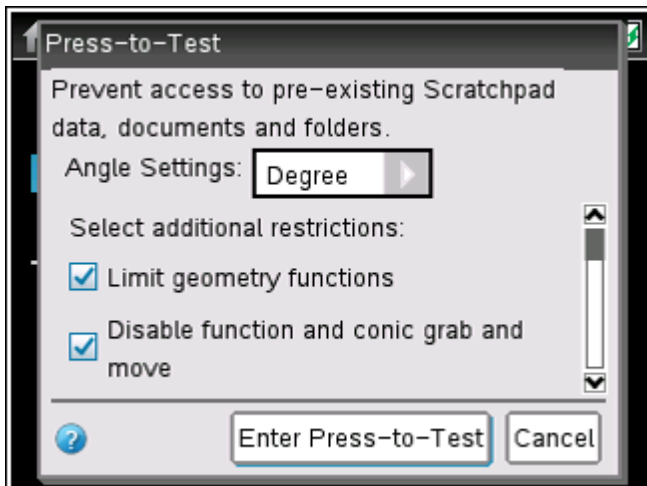 Press-to-Test
Prevent access to pre-existing Scratchpad
data, documents and folders.
Angle Settings: Degree
Select additional restrictions:
Limit geometry functions
Disable function and conic grab and
move
?
Enter Press-to-Test Cancel